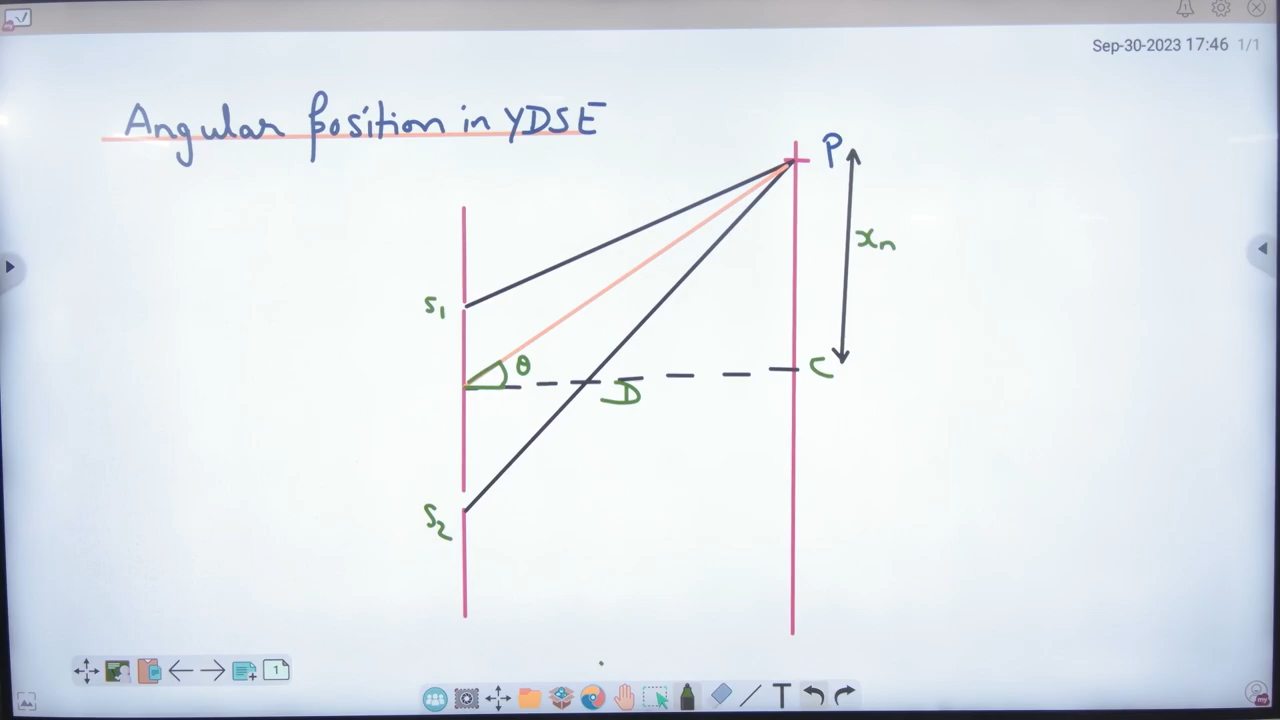 Sep-30-2023 17:46 1/1
Angular position in YDSE
P
xn
S1
θ
C
D
S2
1
T